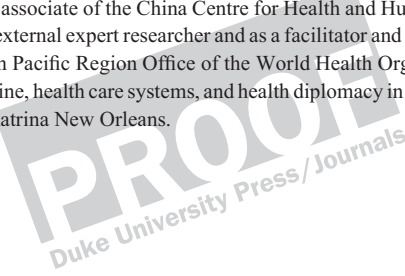 associate of the China Centre for Health and Hu
external expert researcher and as a facilitator and
Pacific Region Office of the World Health Org
ine, health care systems, and health diplomacy in
atrina New Orleans.
PROOF
Duke University Press/Journals